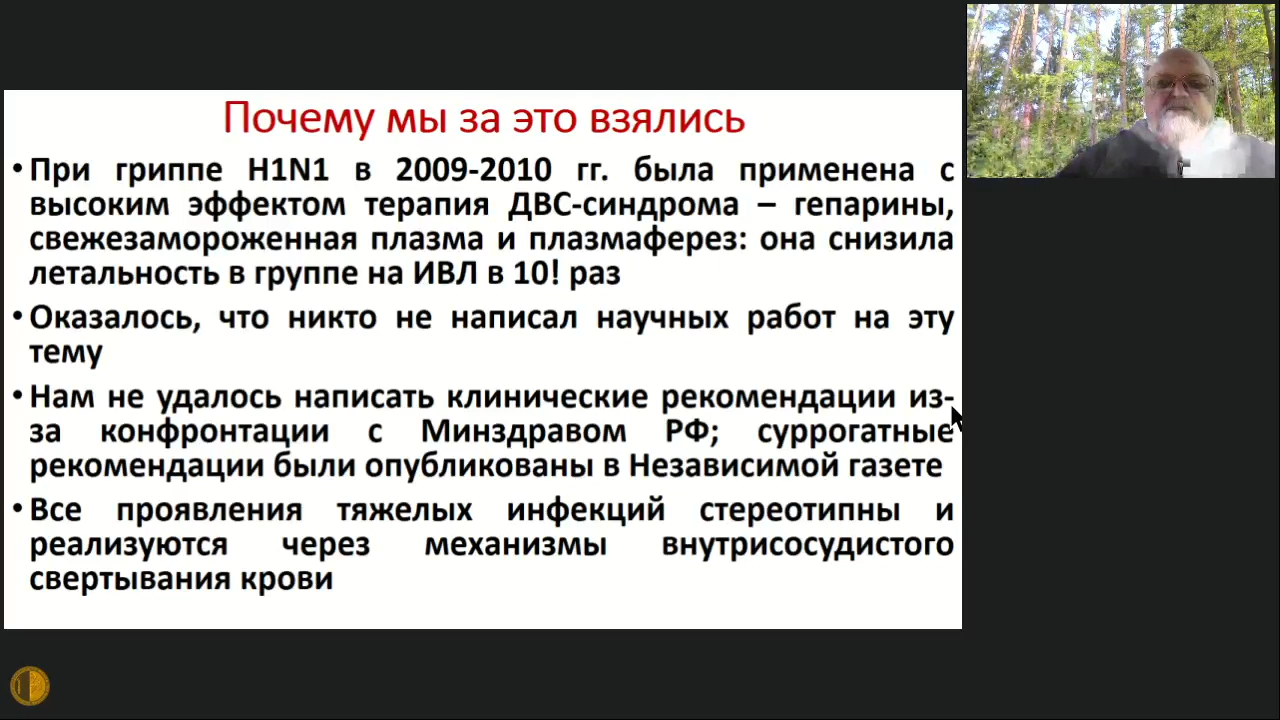 Почему мы за это взялись
• При гриппе H1N1 в 2009-2010 гг. была применена с
высоким эффектом терапия ДВС-синдрома – гепарины,
свежезамороженная плазма и плазмаферез: она снизила
летальность в группе на ИВЛ в 10! раз
• Оказалось, что никто не написал научных работ на эту
тему
• Нам не удалось написать клинические рекомендации из-
за конфронтации с Минздравом РФ; суррогатные
рекомендации были опубликованы в Независимой газете
• Все проявления тяжелых инфекций стереотипны и
реализуются через механизмы внутрисосудистого
свертывания крови